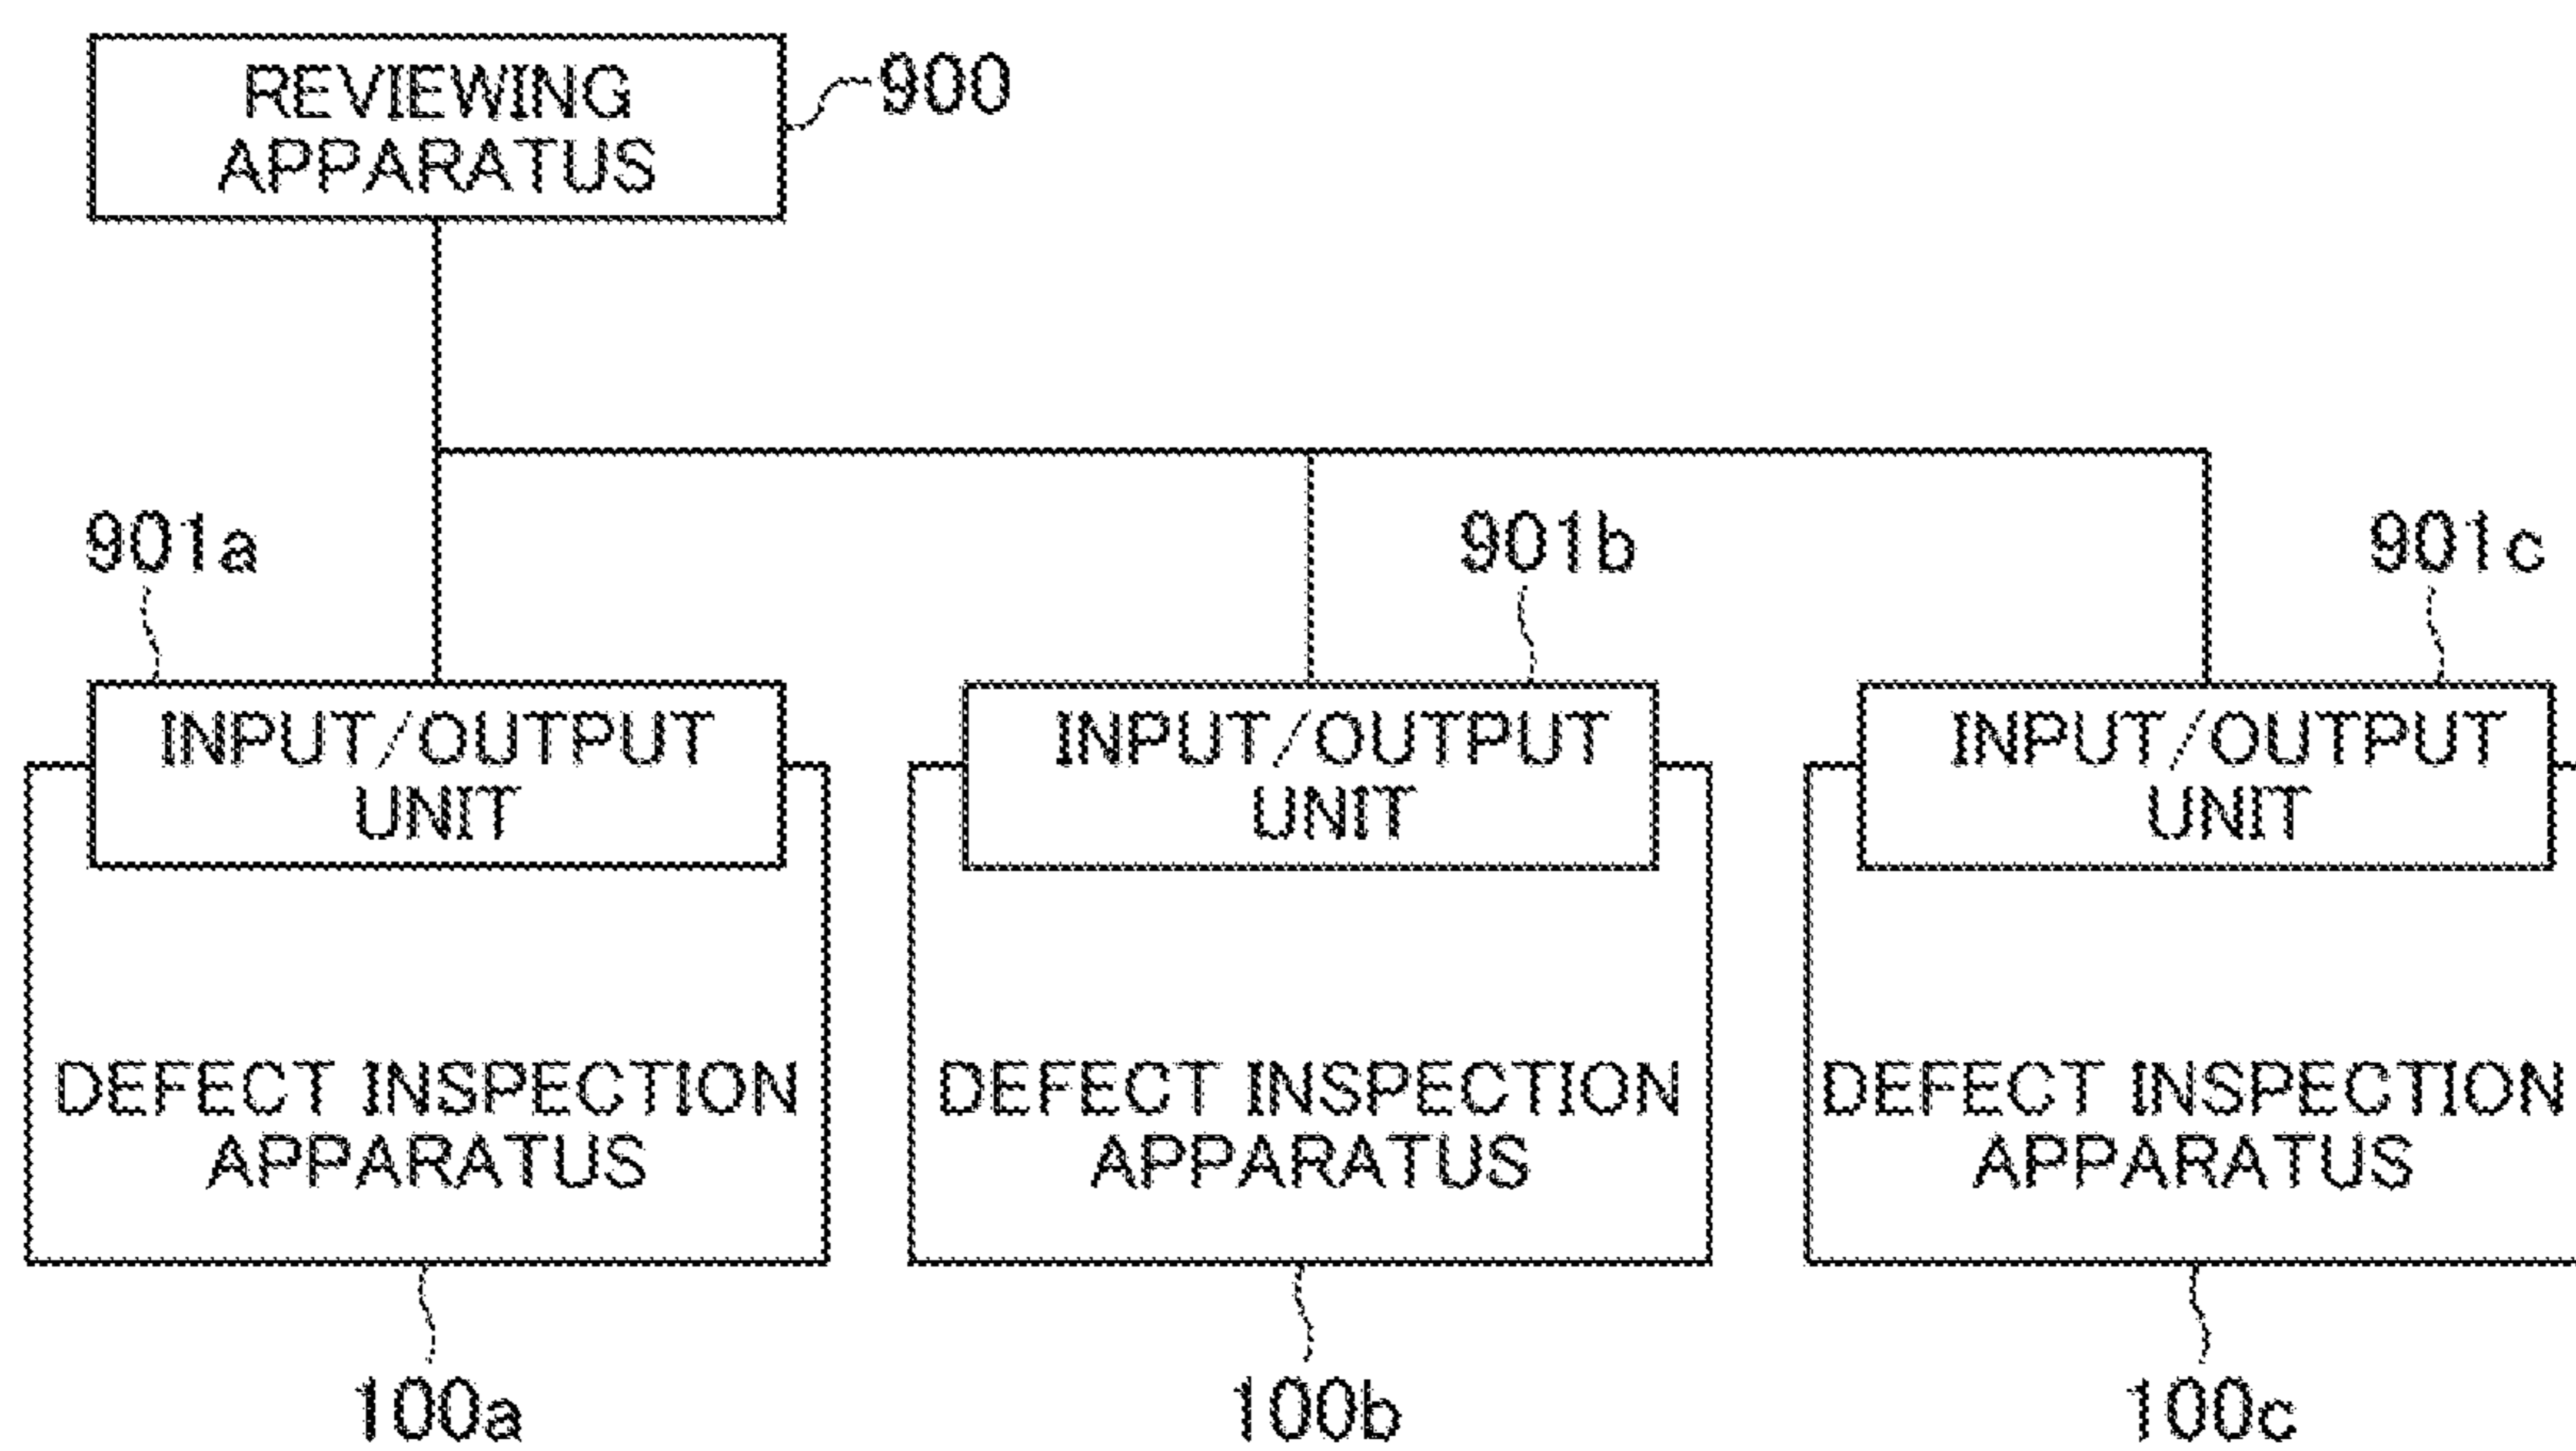 REVIEWING
APPARATUS
900
901a
901b
901c
INPUT/OUTPUT
UNIT
INPUT/OUTPUT
UNIT
INPUT/OUTPUT
UNIT
DEFECT INSPECTION
APPARATUS
DEFECT INSPECTION
APPARATUS
DEFECT INSPECTION
APPARATUS
100a
100b
100c